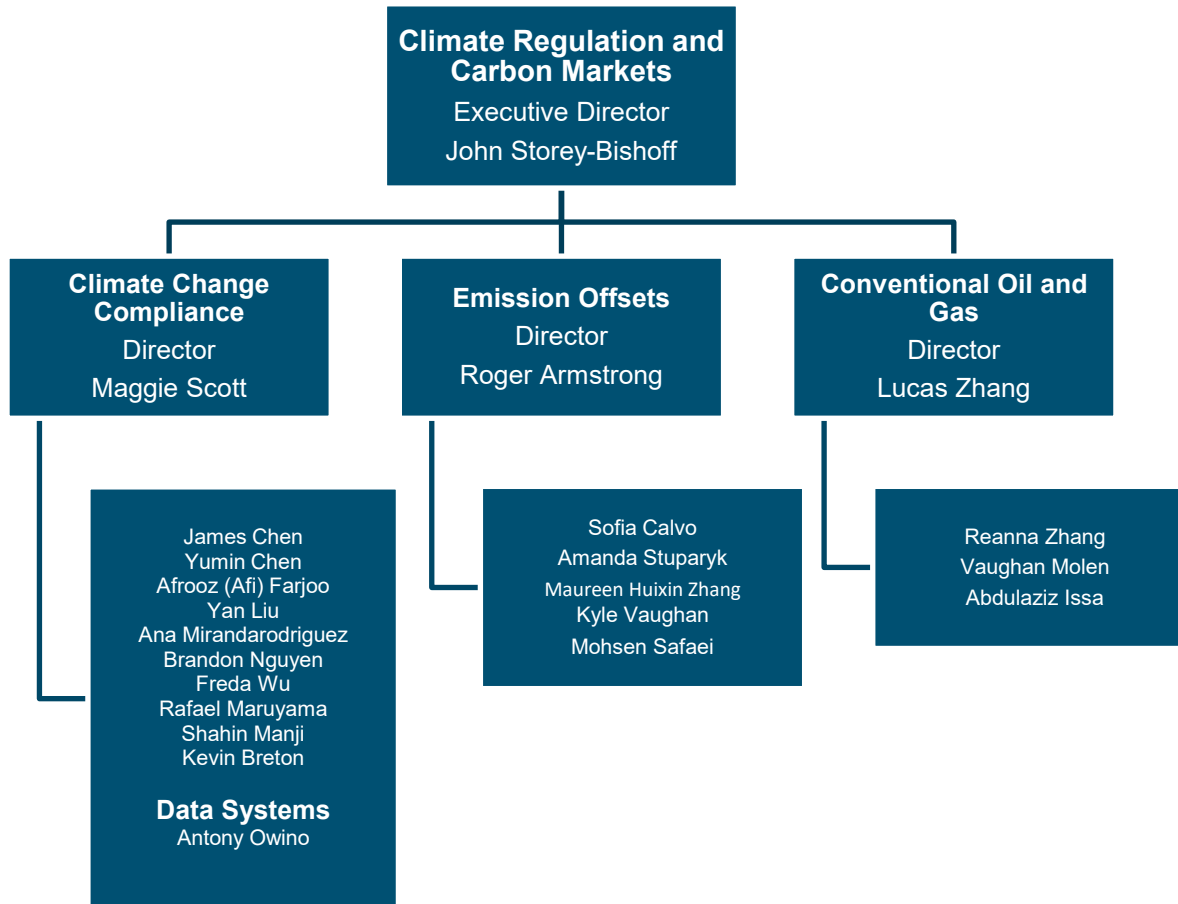 Climate Regulation and
Carbon Markets
Executive Director
John Storey-Bishoff
Climate Change
Compliance
Director
Maggie Scott
Emission Offsets
Director
Roger Armstrong
Conventional Oil and
Gas
Director
Lucas Zhang
James Chen
Yumin Chen
Afrooz (Afi) Farjoo
Yan Liu
Ana Mirandarodriguez
Brandon Nguyen
Freda Wu
Rafael Maruyama
Shahin Manji
Kevin Breton
Data Systems
Antony Owino
Sofia Calvo
Amanda Stuparyk
Maureen Huixin Zhang
Kyle Vaughan
Mohsen Safaei
Reanna Zhang
Vaughan Molen
Abdulaziz Issa